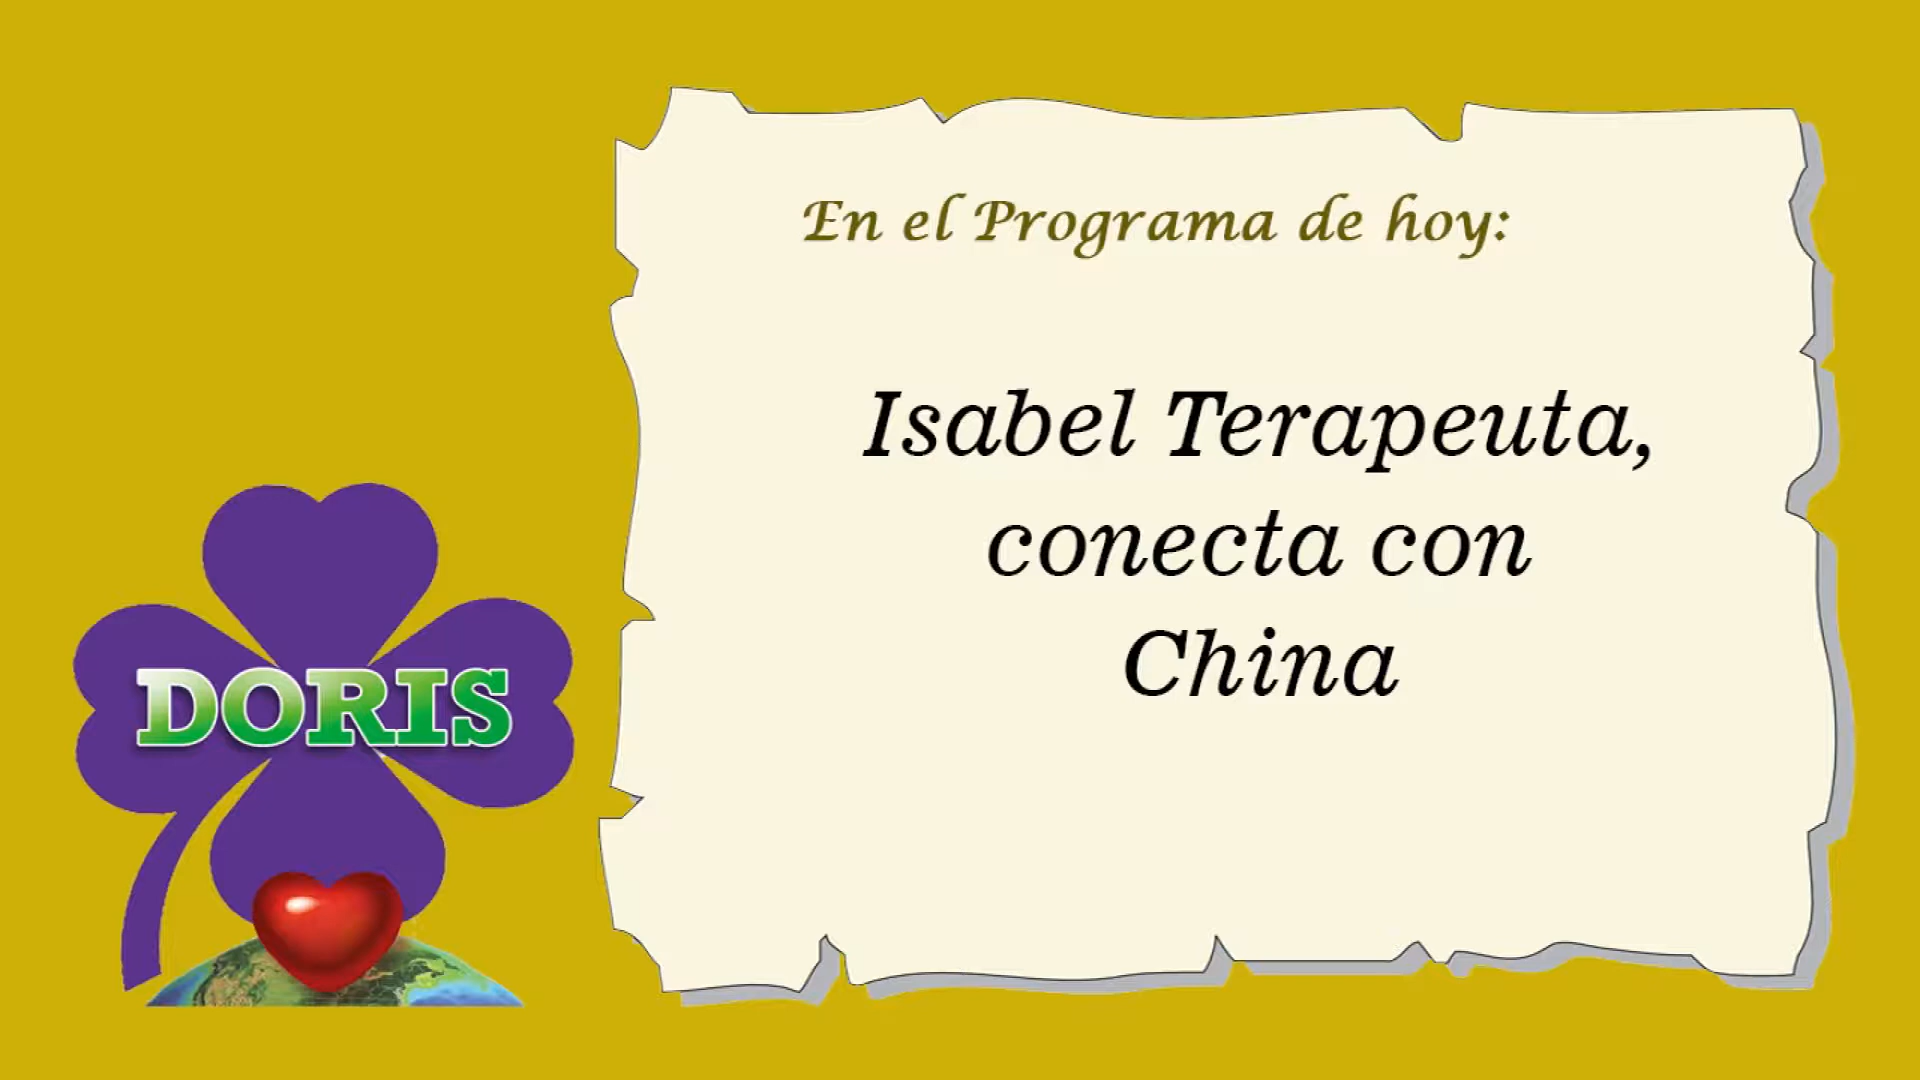 En el Programa de hoy:
Isabel Terapeuta,
conecta con
China
DORIS